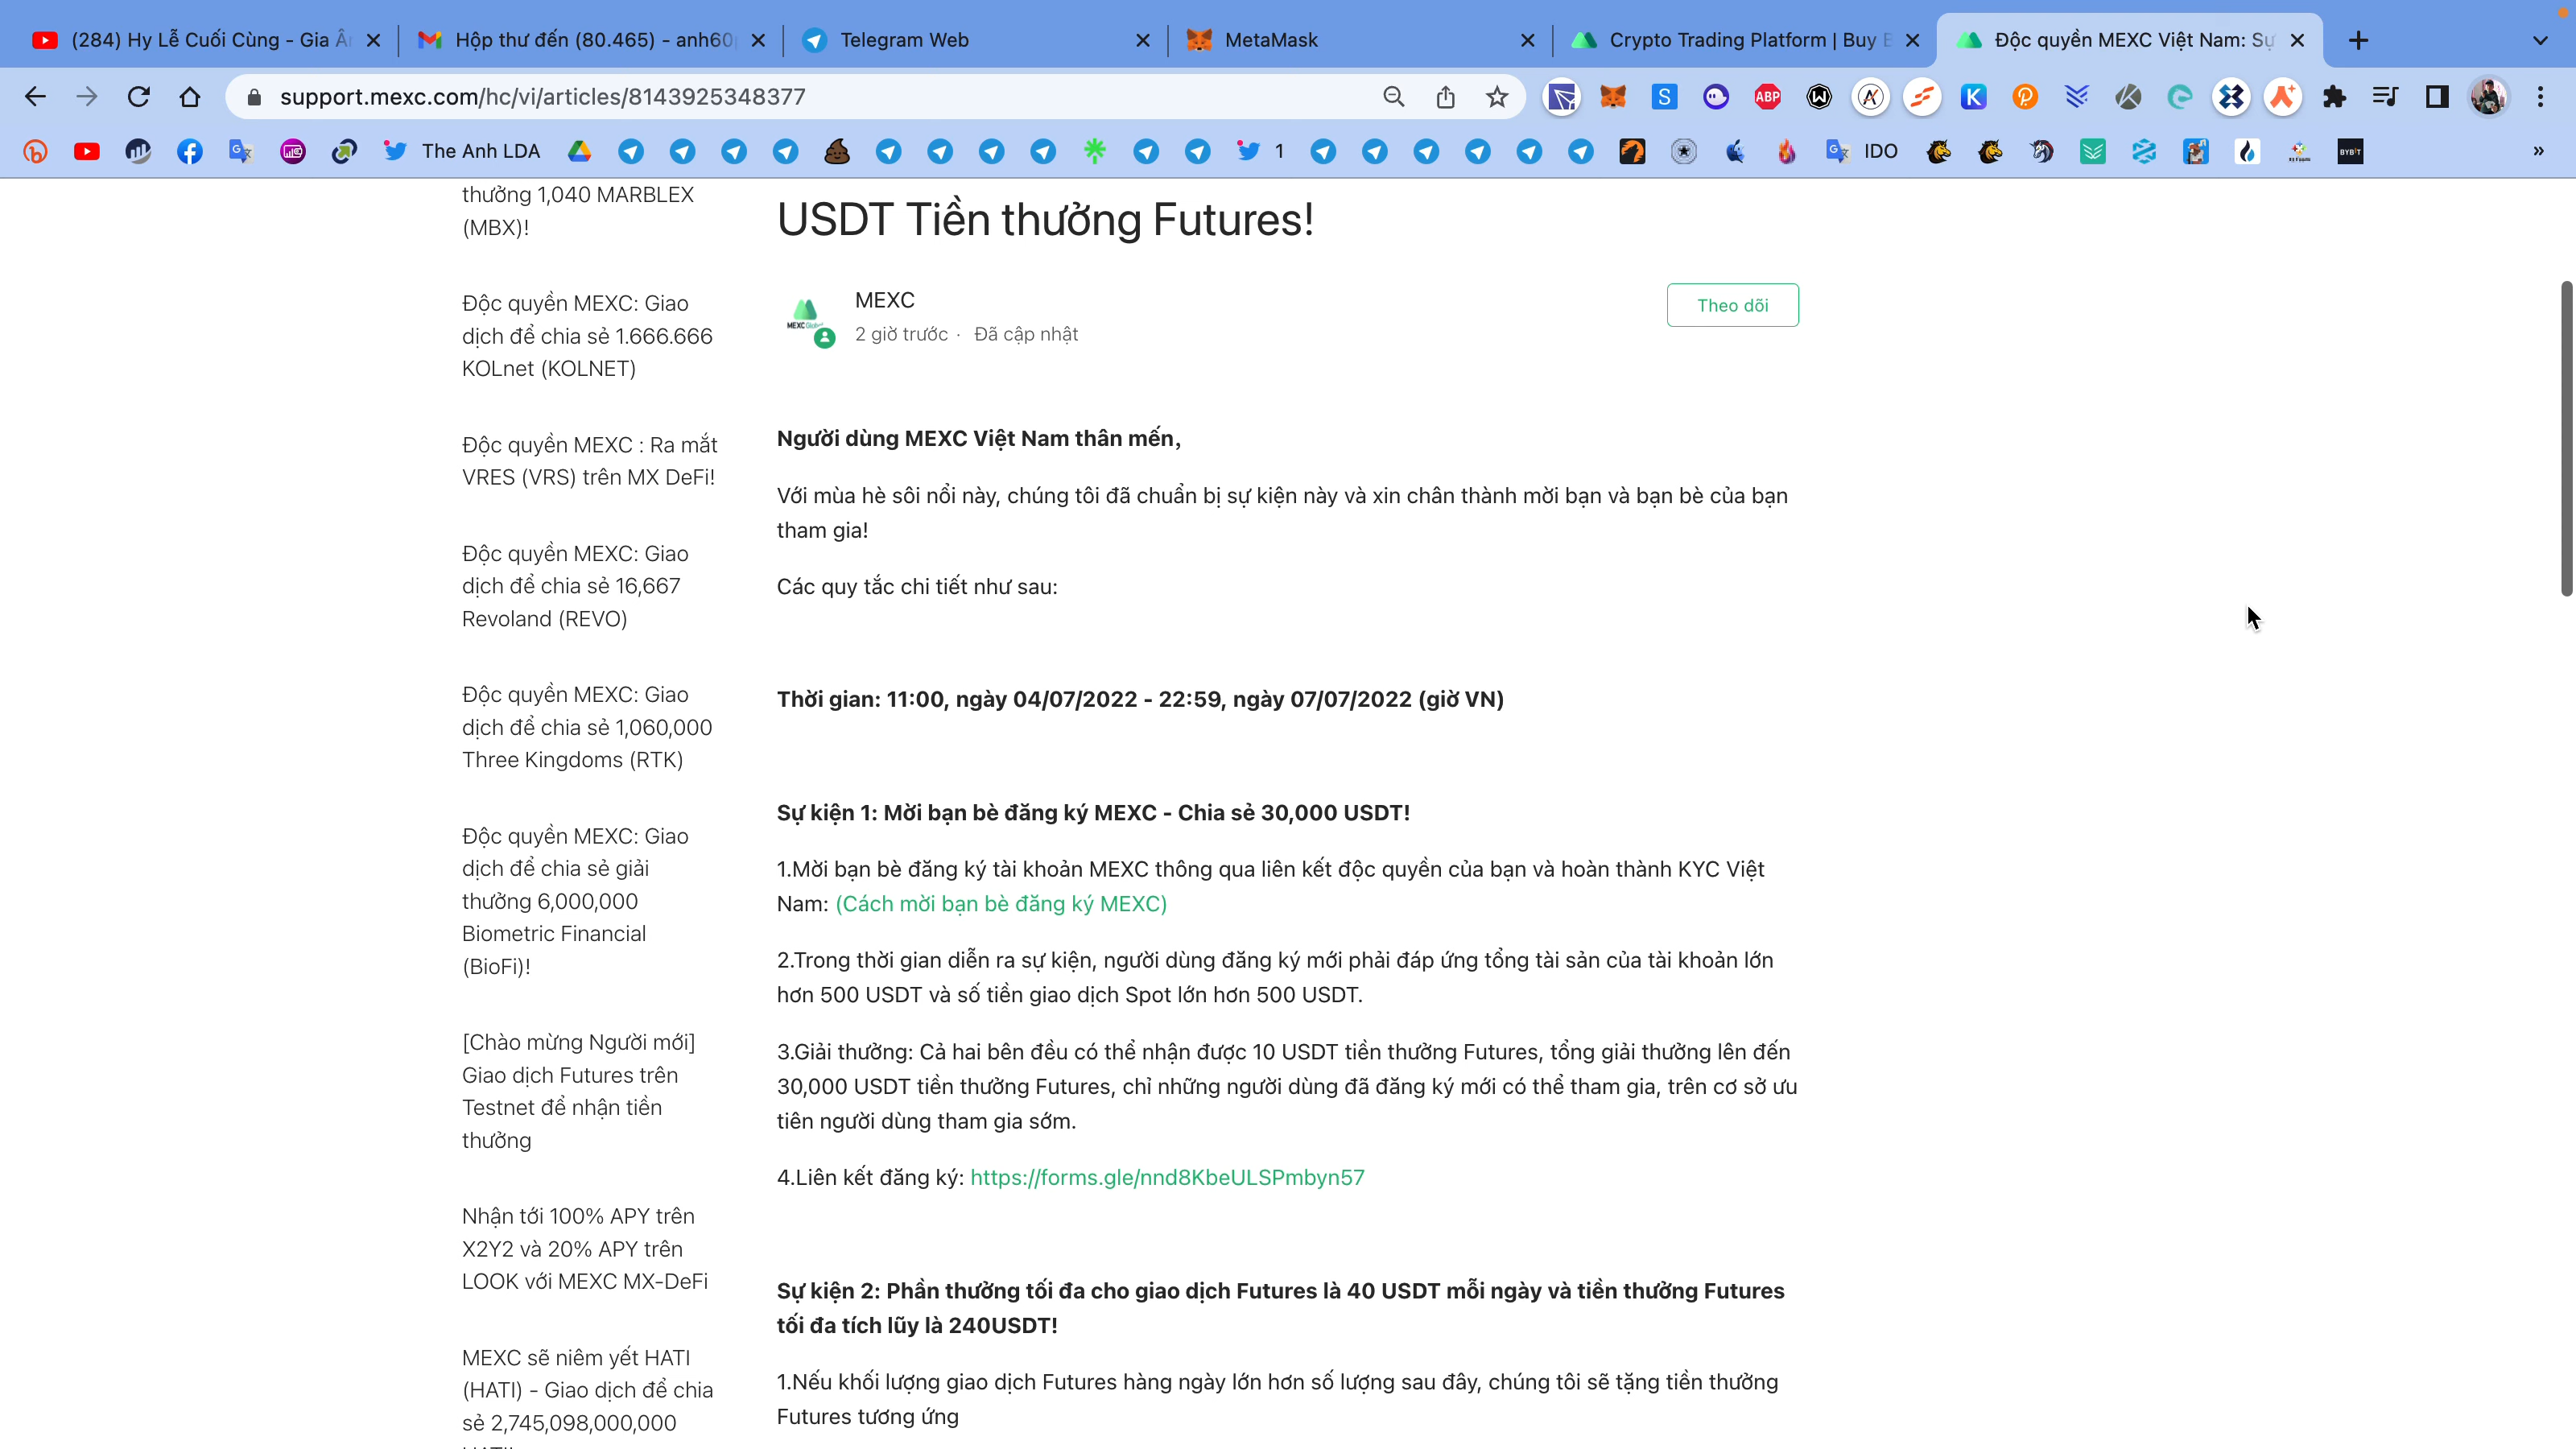 (284) Hy Lễ Cuối Cùng - Gia Â
Hộp thư đến (80.465) - anh60
Telegram Web
MetaMask
Crypto Trading Platform | Buy
Độc quyền MEXC Việt Nam: Sự
support.mexc.com/hc/vi/articles/8143925348377
The Anh LDA
1
IDO
ABP
BYBIT
thưởng 1,040 MARBLEX
(MBX)!
Độc quyền MEXC: Giao
dịch để chia sẻ 1.666.666
KOLnet (KOLNET)
Độc quyền MEXC : Ra mắt
VRES (VRS) trên MX DeFi!
Độc quyền MEXC: Giao
dịch để chia sẻ 16,667
Revoland (REVO)
Độc quyền MEXC: Giao
dịch để chia sẻ 1,060,000
Three Kingdoms (RTK)
Độc quyền MEXC: Giao
dịch để chia sẻ giải
thưởng 6,000,000
Biometric Financial
(BioFi)!
[Chào mừng Người mới]
Giao dịch Futures trên
Testnet để nhận tiền
thưởng
Nhận tới 100% APY trên
X2Y2 và 20% APY trên
LOOK với MEXC MX-DeFi
MEXC sẽ niêm yết HATI
(HATI) - Giao dịch để chia
sẻ 2,745,098,000,000
USDT Tiền thưởng Futures!
MEXC
2 giờ trước · Đã cập nhật
Theo dõi
Người dùng MEXC Việt Nam thân mến,
Với mùa hè sôi nổi này, chúng tôi đã chuẩn bị sự kiện này và xin chân thành mời bạn và bạn bè của bạn
tham gia!
Các quy tắc chi tiết như sau:
Thời gian: 11:00, ngày 04/07/2022 - 22:59, ngày 07/07/2022 (giờ VN)
Sự kiện 1: Mời bạn bè đăng ký MEXC - Chia sẻ 30,000 USDT!
1.Mời bạn bè đăng ký tài khoản MEXC thông qua liên kết độc quyền của bạn và hoàn thành KYC Việt
Nam: (Cách mời bạn bè đăng ký MEXC)
2.Trong thời gian diễn ra sự kiện, người dùng đăng ký mới phải đáp ứng tổng tài sản của tài khoản lớn
hơn 500 USDT và số tiền giao dịch Spot lớn hơn 500 USDT.
3.Giải thưởng: Cả hai bên đều có thể nhận được 10 USDT tiền thưởng Futures, tổng giải thưởng lên đến
30,000 USDT tiền thưởng Futures, chỉ những người dùng đã đăng ký mới có thể tham gia, trên cơ sở ưu
tiên người dùng tham gia sớm.
4.Liên kết đăng ký: https://forms.gle/nnd8KbeULSPmbyn57
Sự kiện 2: Phần thưởng tối đa cho giao dịch Futures là 40 USDT mỗi ngày và tiền thưởng Futures
tối đa tích lũy là 240USDT!
1.Nếu khối lượng giao dịch Futures hàng ngày lớn hơn số lượng sau đây, chúng tôi sẽ tặng tiền thưởng
Futures tương ứng